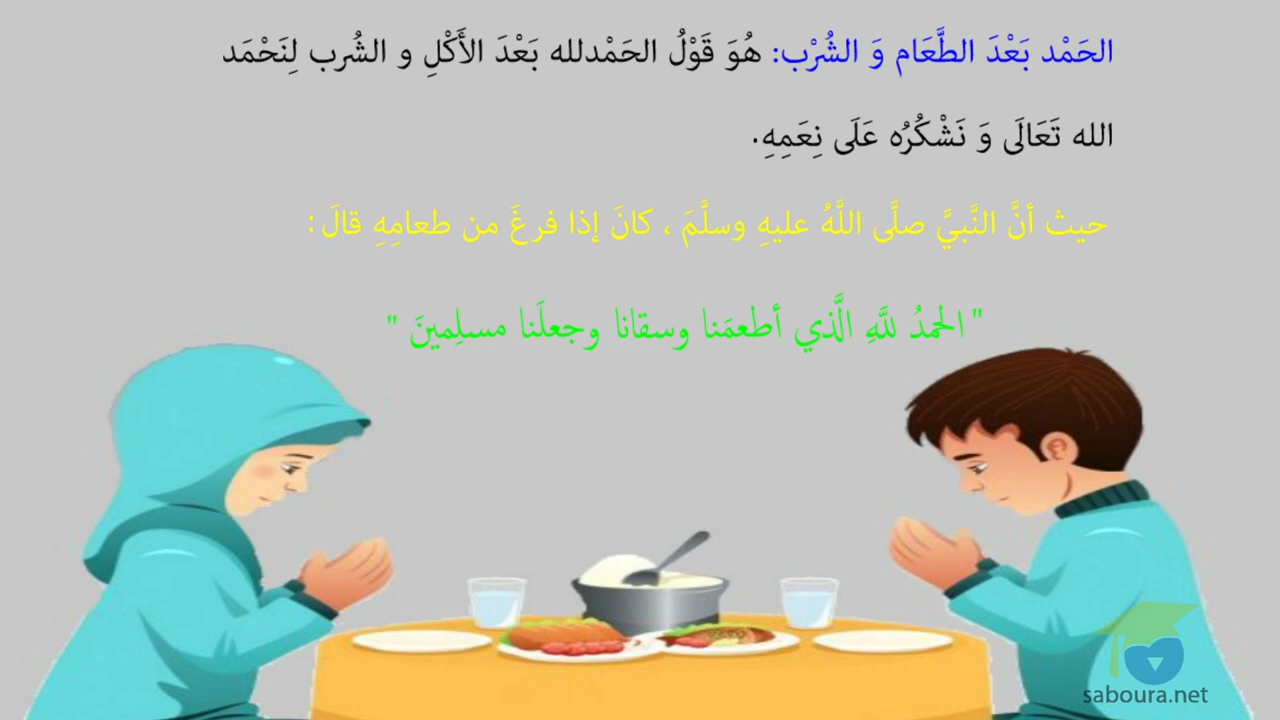 الحَمْد بَعْدَ الطَّعَام وَ الشُرْب: هُوَ قَوْلُ الحَمْدلله بَعْدَ الأَكْلِ و الشُرب لِنَحْمَد
الله تَعَالَى وَ نَشْكُرُه عَلَى نِعَمِهِ.
حيث أنَّ النَّبيَّ صلَّى اللَّهُ عليهِ وسلَّمَ ، كانَ إذا فرغَ من طعامِهِ قالَ:
" الحمدُ للَّهِ الَّذي أطعمَنا وسقانا وجعلَنا مسلِمينَ "
saboura.net